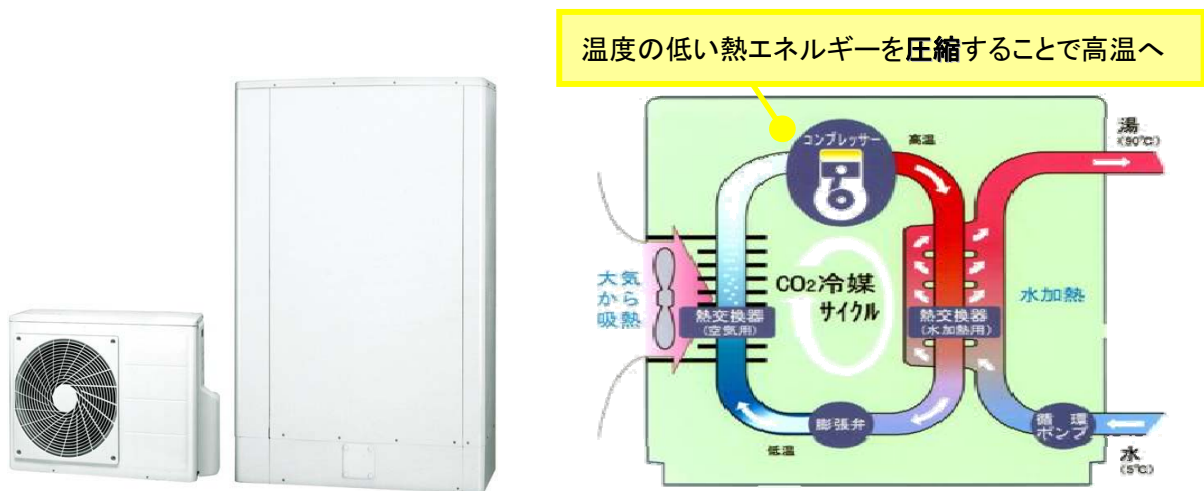 温度の低い熱エネルギーを圧縮することで高温へ
コンプレッサー
高温
湯
(90℃)
大気
から
吸熱
CO2冷媒
サイクル
熱交換器
(空気用)
熱交換器
(水加熱用)
水加熱
膨張弁
低温
循環
ポンプ
水
(5℃)